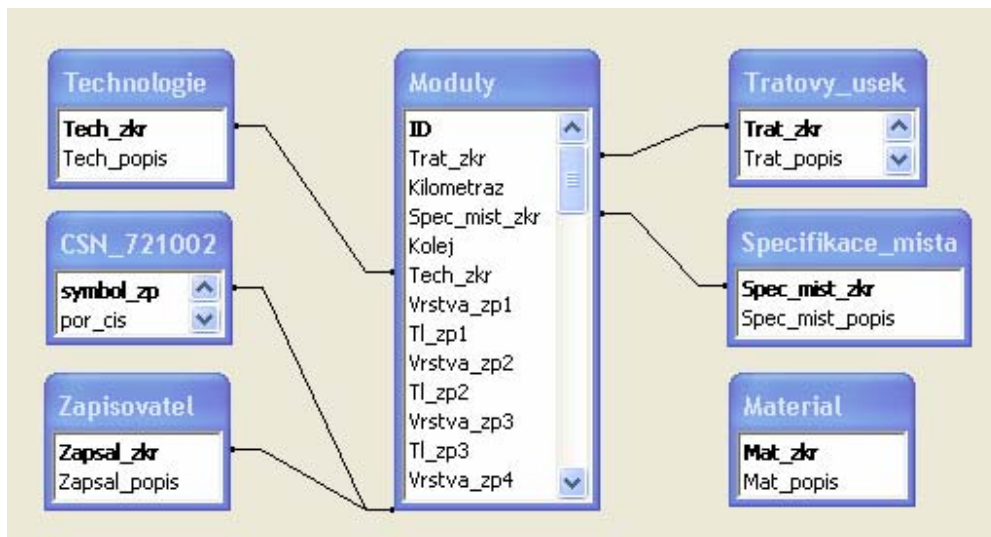 Technologie
Tech_zkr
Tech_popis
CSN_721002
symbol_zp
por_cis
Zapisovatel
Zapsal_zkr
Zapsal_popis
Moduly
ID
Trat_zkr
Kilometraz
Spec_mist_zkr
Kolej
Tech_zkr
Vrstva_zp1
Tl_zp1
Vrstva_zp2
Tl_zp2
Vrstva_zp3
Tl_zp3
Vrstva_zp4
Tratovy_usek
Trat_zkr
Trat_popis
Specifikace_mista
Spec_mist_zkr
Spec_mist_popis
Material
Mat_zkr
Mat_popis